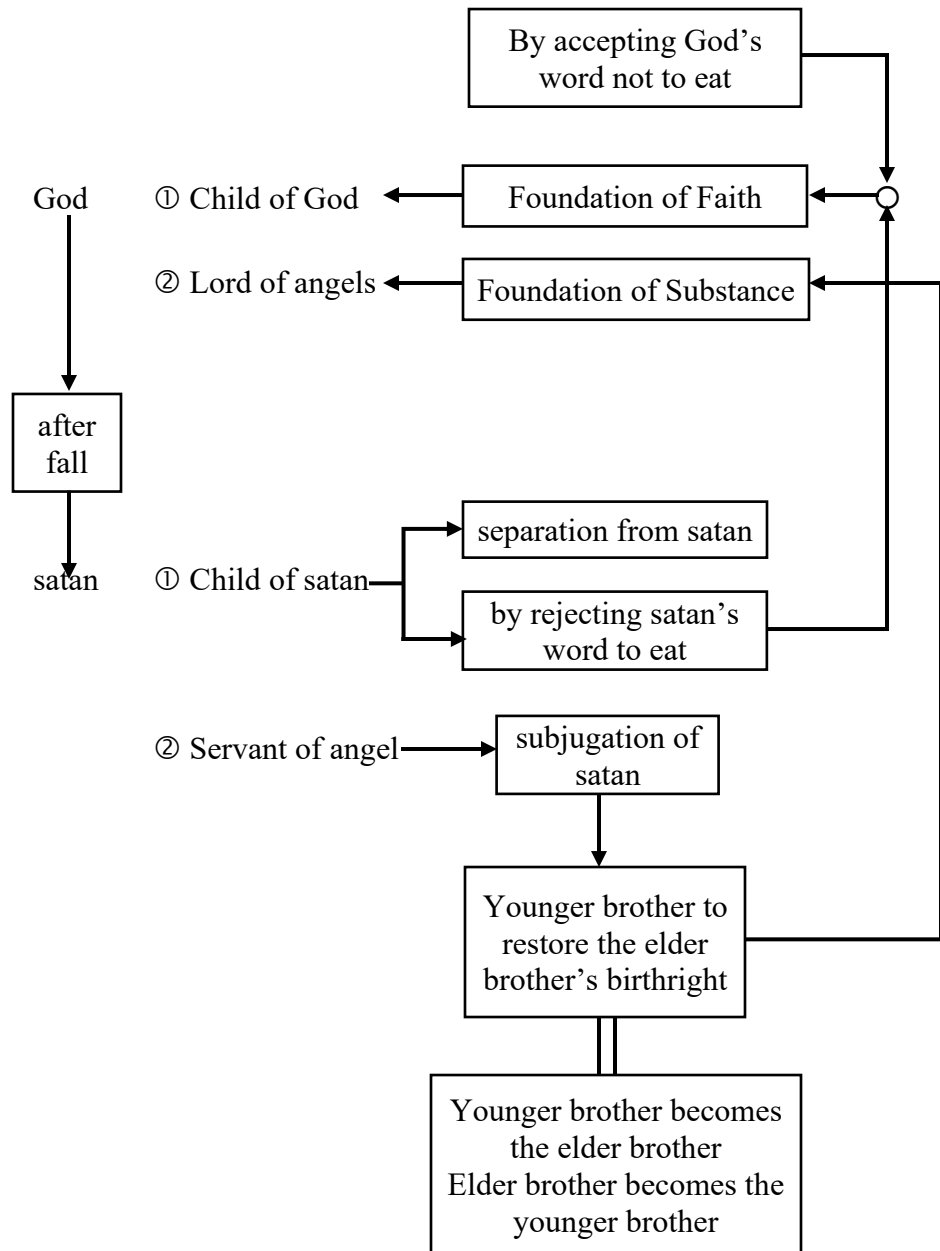 By accepting God’s
word not to eat
God
① Child of God
Foundation of Faith
② Lord of angels
Foundation of Substance
after
fall
separation from satan
satan
① Child of satan
by rejecting satan’s
word to eat
② Servant of angel
subjugation of
satan
Younger brother to
restore the elder
brother’s birthright
Younger brother becomes
the elder brother
Elder brother becomes the
younger brother